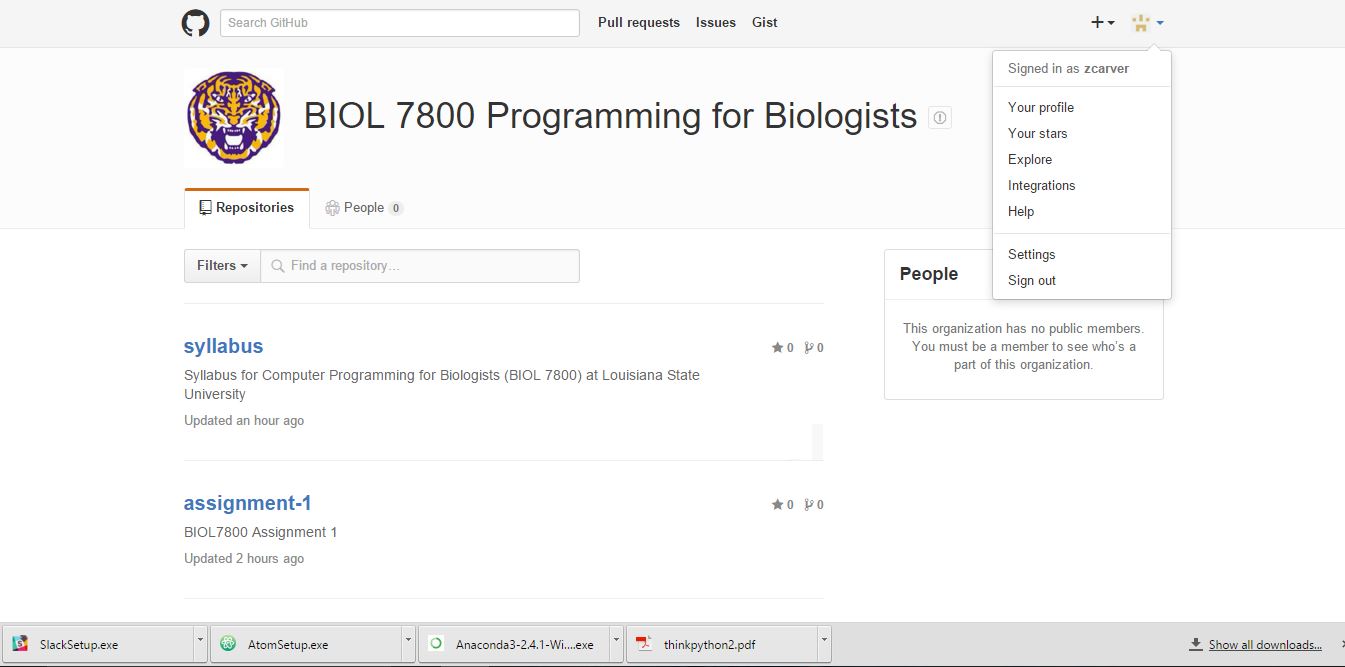 Search GitHub
Pull requests Issues Gist
Signed in as zcarver
Your profile
Your stars
Explore
Integrations
Help
Settings
Sign out
BIOL 7800 Programming for Biologists
Repositories People 0
Filters Find a repository...
syllabus 0 0
Syllabus for Computer Programming for Biologists (BIOL 7800) at Louisiana State
University
Updated an hour ago
assignment-1 0 0
BIOL7800 Assignment 1
Updated 2 hours ago
People
This organization has no public members.
You must be a member to see who's a
part of this organization.
SlackSetup.exe AtomSetup.exe Anaconda3-2.4.1-Wi....exe thinkpython2.pdf Show all downloads...